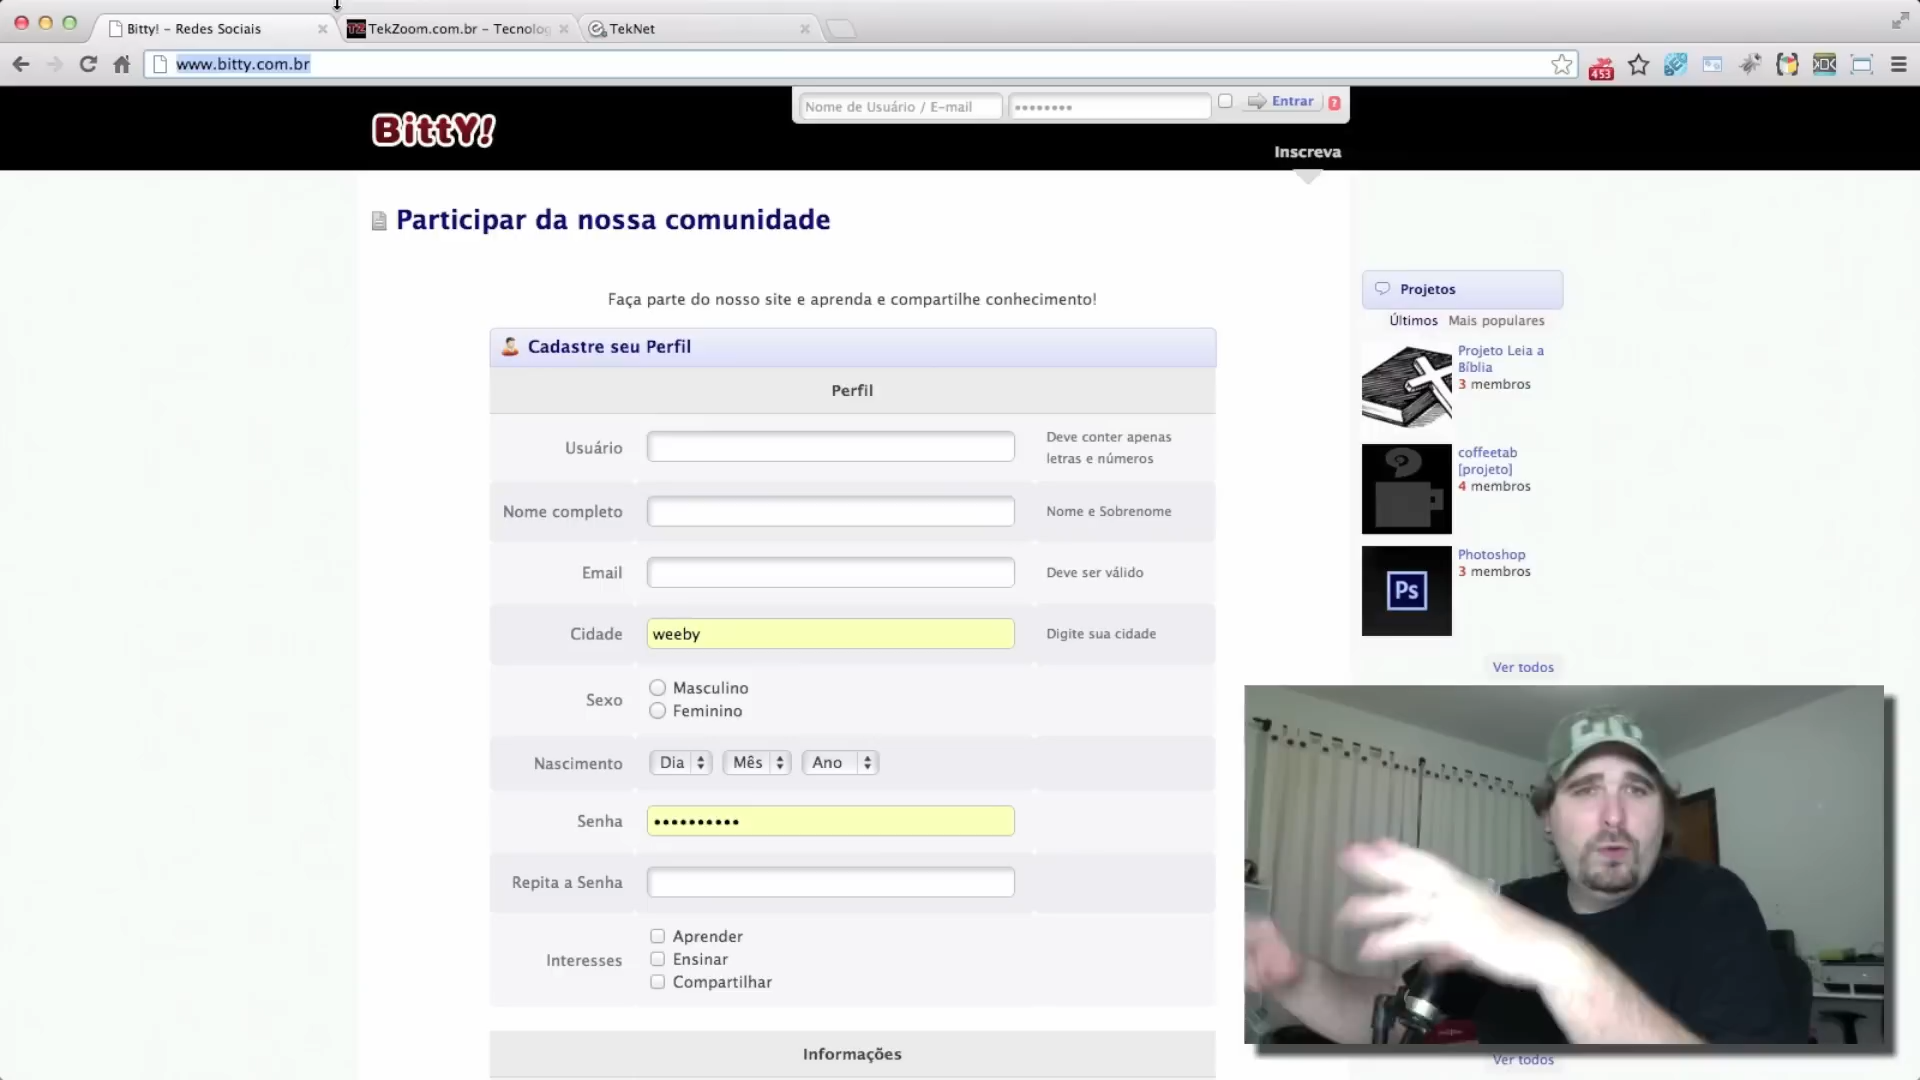 Bitty! – Redes Sociais
TekZoom.com.br – Tecnolog
TekNet
www.bitty.com.br
453
BittY!
Nome de Usuário / E-mail
••••••••
Entrar
?
Inscreva
Participar da nossa comunidade
Faça parte do nosso site e aprenda e compartilhe conhecimento!
Cadastre seu Perfil
Perfil
Usuário
Deve conter apenas
letras e números
Nome completo
Nome e Sobrenome
Email
Deve ser válido
Cidade
weeby
Digite sua cidade
Sexo
Masculino
Feminino
Nascimento
Dia Mês Ano
Senha
••••••••••
Repita a Senha
Interesses
Aprender
Ensinar
Compartilhar
Informações
Projetos
Últimos Mais populares
Projeto Leia a
Bíblia
3 membros
coffeetab
[projeto]
4 membros
Ps
Photoshop
3 membros
Ver todos
Ver todos